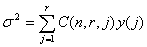 σ² = ∑_{j=1}^{r} C(n, r, j) y(j)